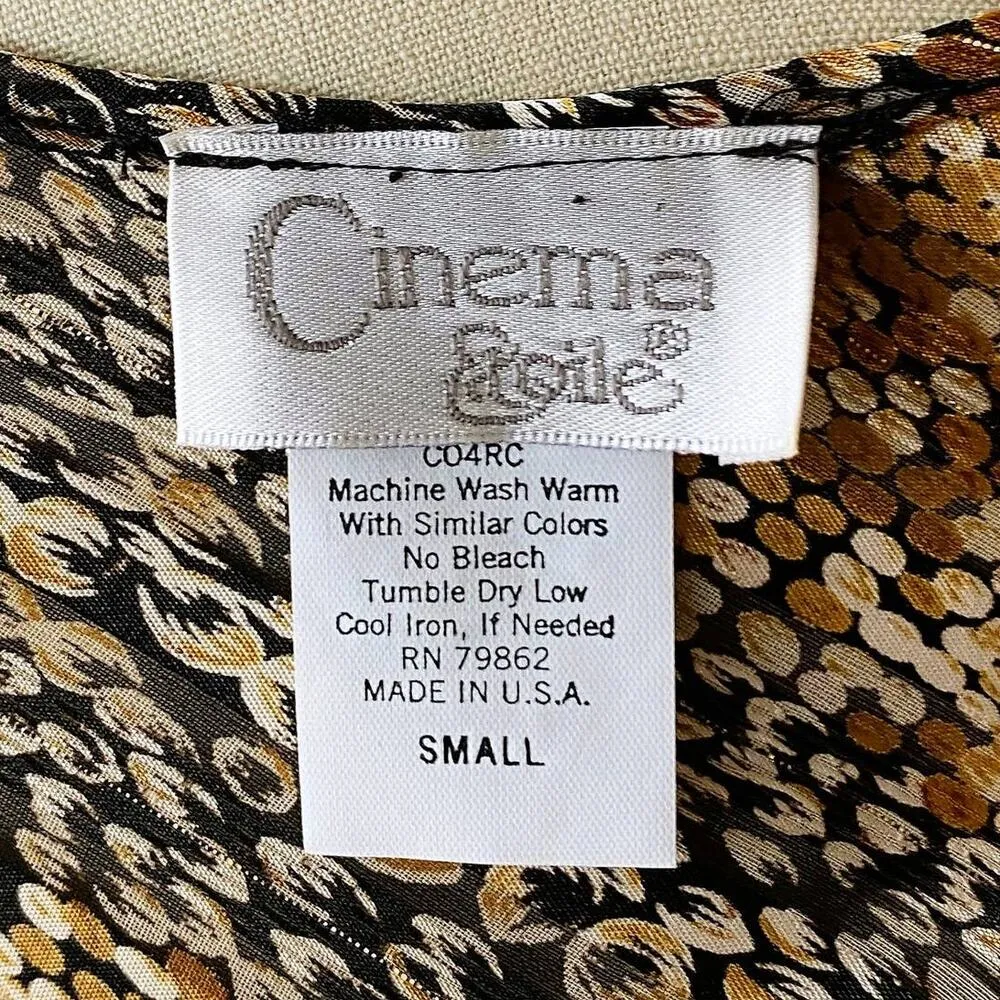 Cinema
Etoile®
C04RC
Machine Wash Warm
With Similar Colors
No Bleach
Tumble Dry Low
Cool Iron, If Needed
RN 79862
MADE IN U.S.A.
SMALL